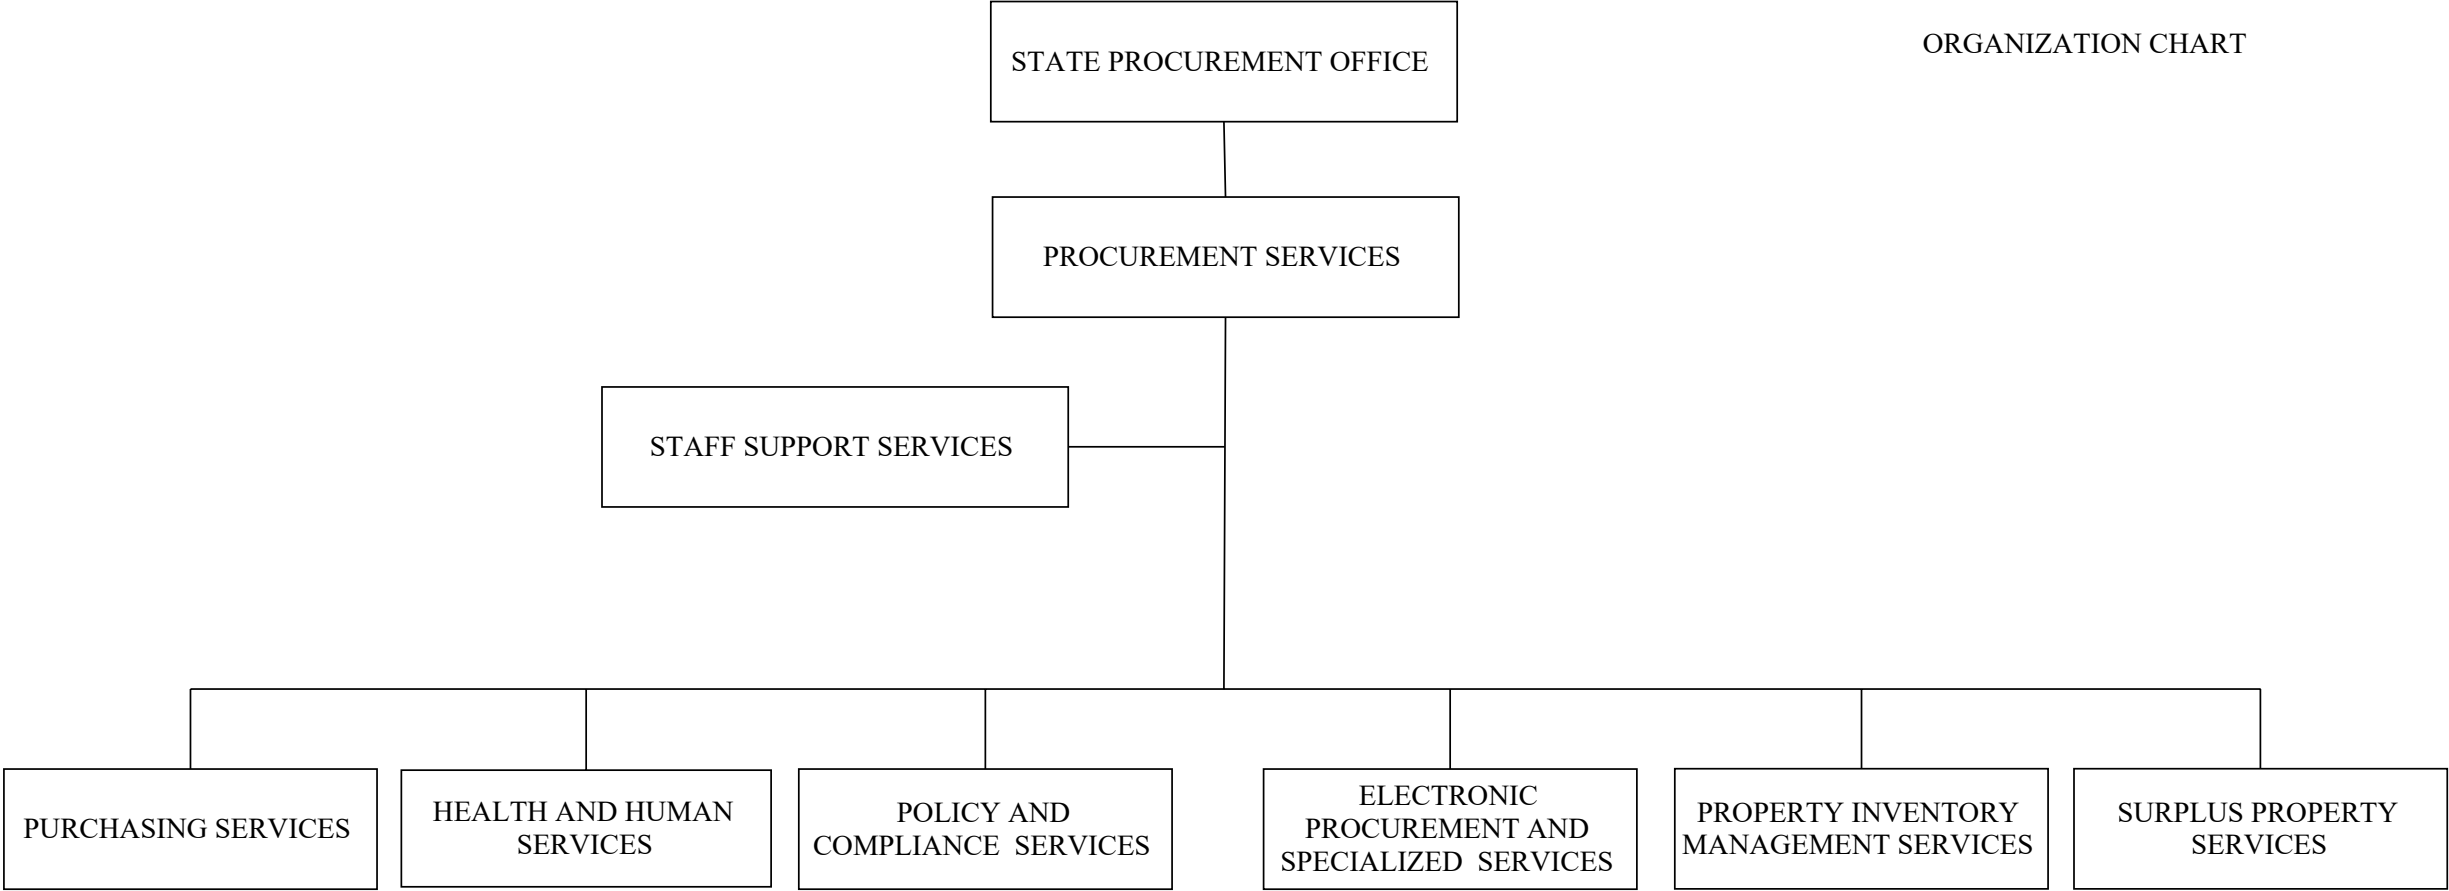 STATE PROCUREMENT OFFICE
ORGANIZATION CHART
PROCUREMENT SERVICES
STAFF SUPPORT SERVICES
PURCHASING SERVICES
HEALTH AND HUMAN
SERVICES
POLICY AND
COMPLIANCE  SERVICES
ELECTRONIC
PROCUREMENT AND
SPECIALIZED  SERVICES
PROPERTY INVENTORY
MANAGEMENT SERVICES
SURPLUS PROPERTY
SERVICES